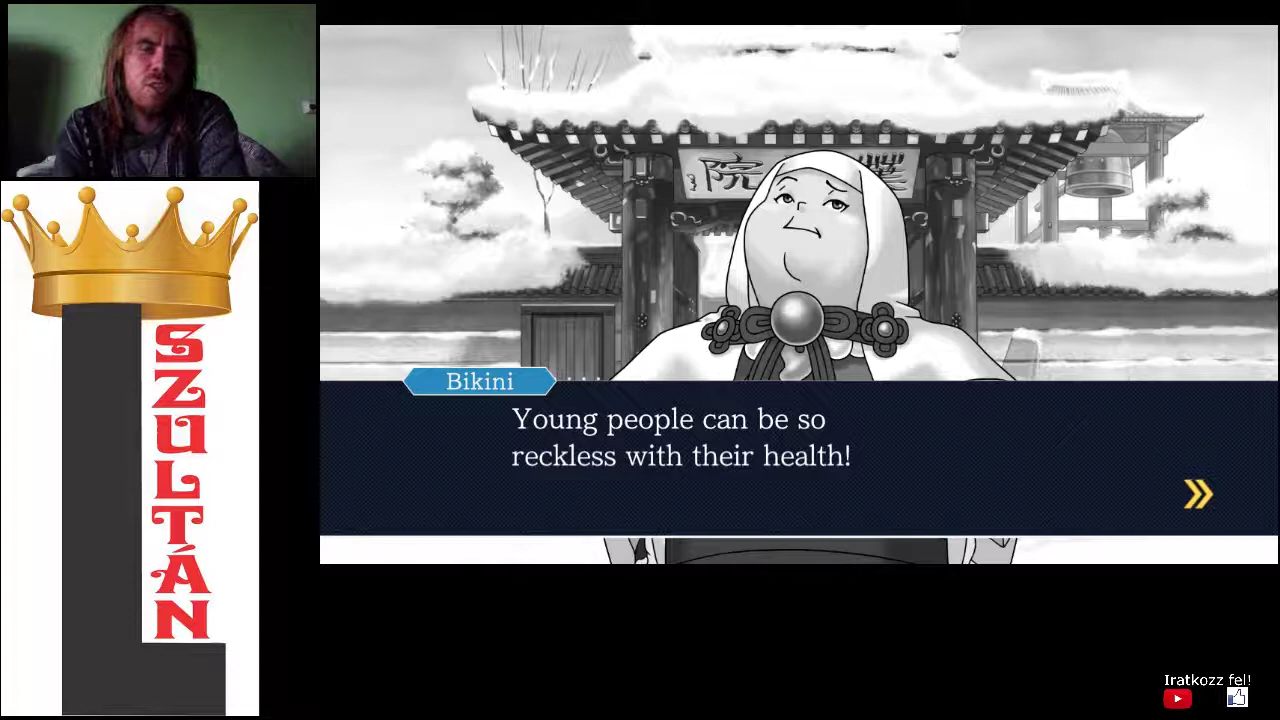 SZULTÁN
院
Bikini
Young people can be so
reckless with their health!
Iratkozz fel!